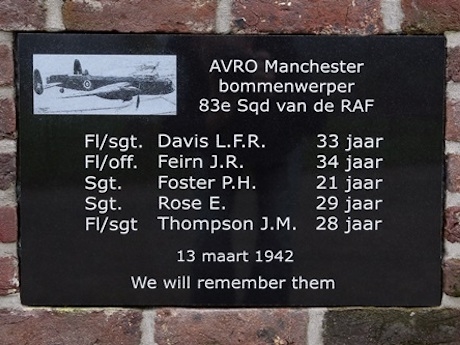 AVRO Manchester
bommenwerper
83e Sqd van de RAF
Fl/sgt. Davis L.F.R. 33 jaar
Fl/off. Feirn J.R. 34 jaar
Sgt. Foster P.H. 21 jaar
Sgt. Rose E. 29 jaar
Fl/sgt Thompson J.M. 28 jaar
13 maart 1942
We will remember them